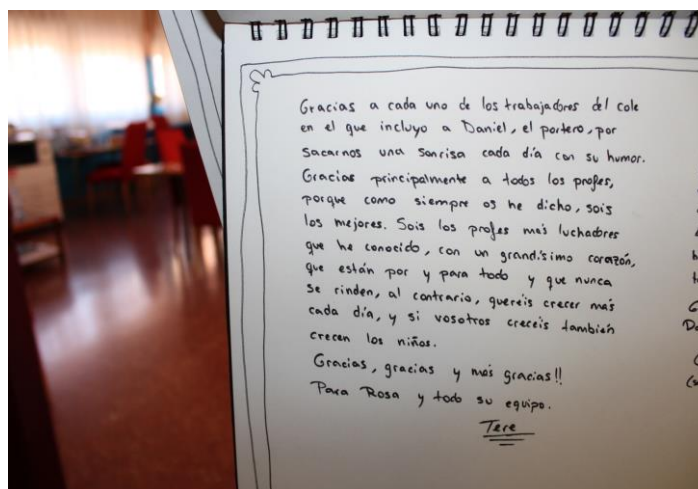 Gracias a cada uno de los trabajadores del cole
en el que incluyo a Daniel, el portero, por
sacarnos una sonrisa cada día con su humor.
Gracias principalmente a todos los profes,
porque como siempre os he dicho, sois
los mejores. Sois los profes más luchadores
que he conocido, con un grandísimo corazón,
que están por y para todo y que nunca
se rinden, al contrario, queréis crecer más
cada día, y si vosotros crecéis también
crecen los niños.
Gracias, gracias y más gracias!!
Para Rosa y todo su equipo.
Tere